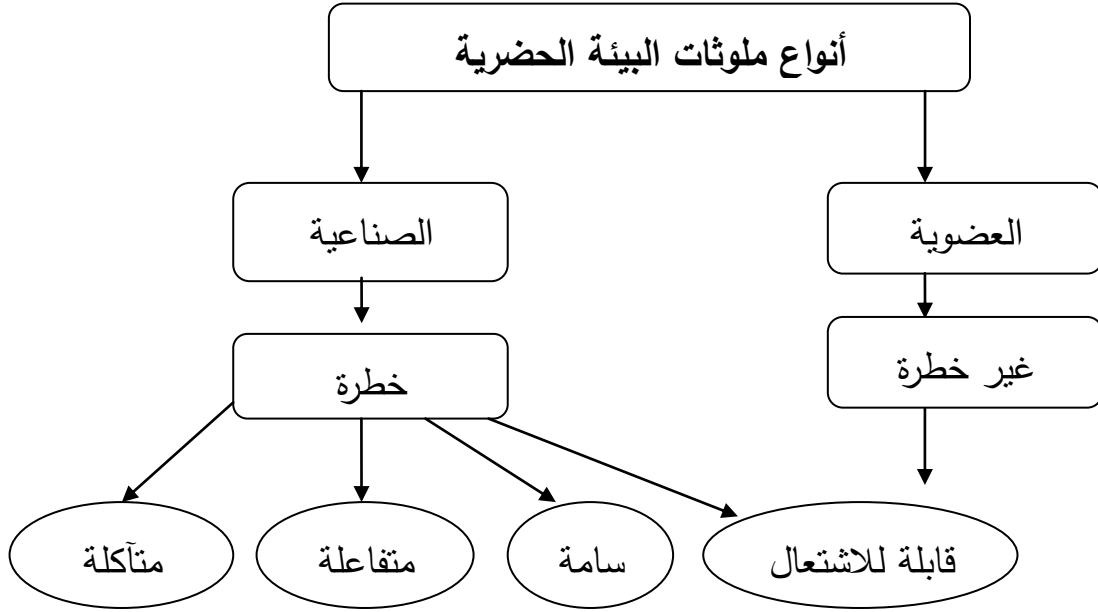 أنواع ملوثات البيئة الحضرية
العضوية
الصناعية
غير خطرة
خطرة
قابلة للاشتعال
سامة
متفاعلة
متآكلة